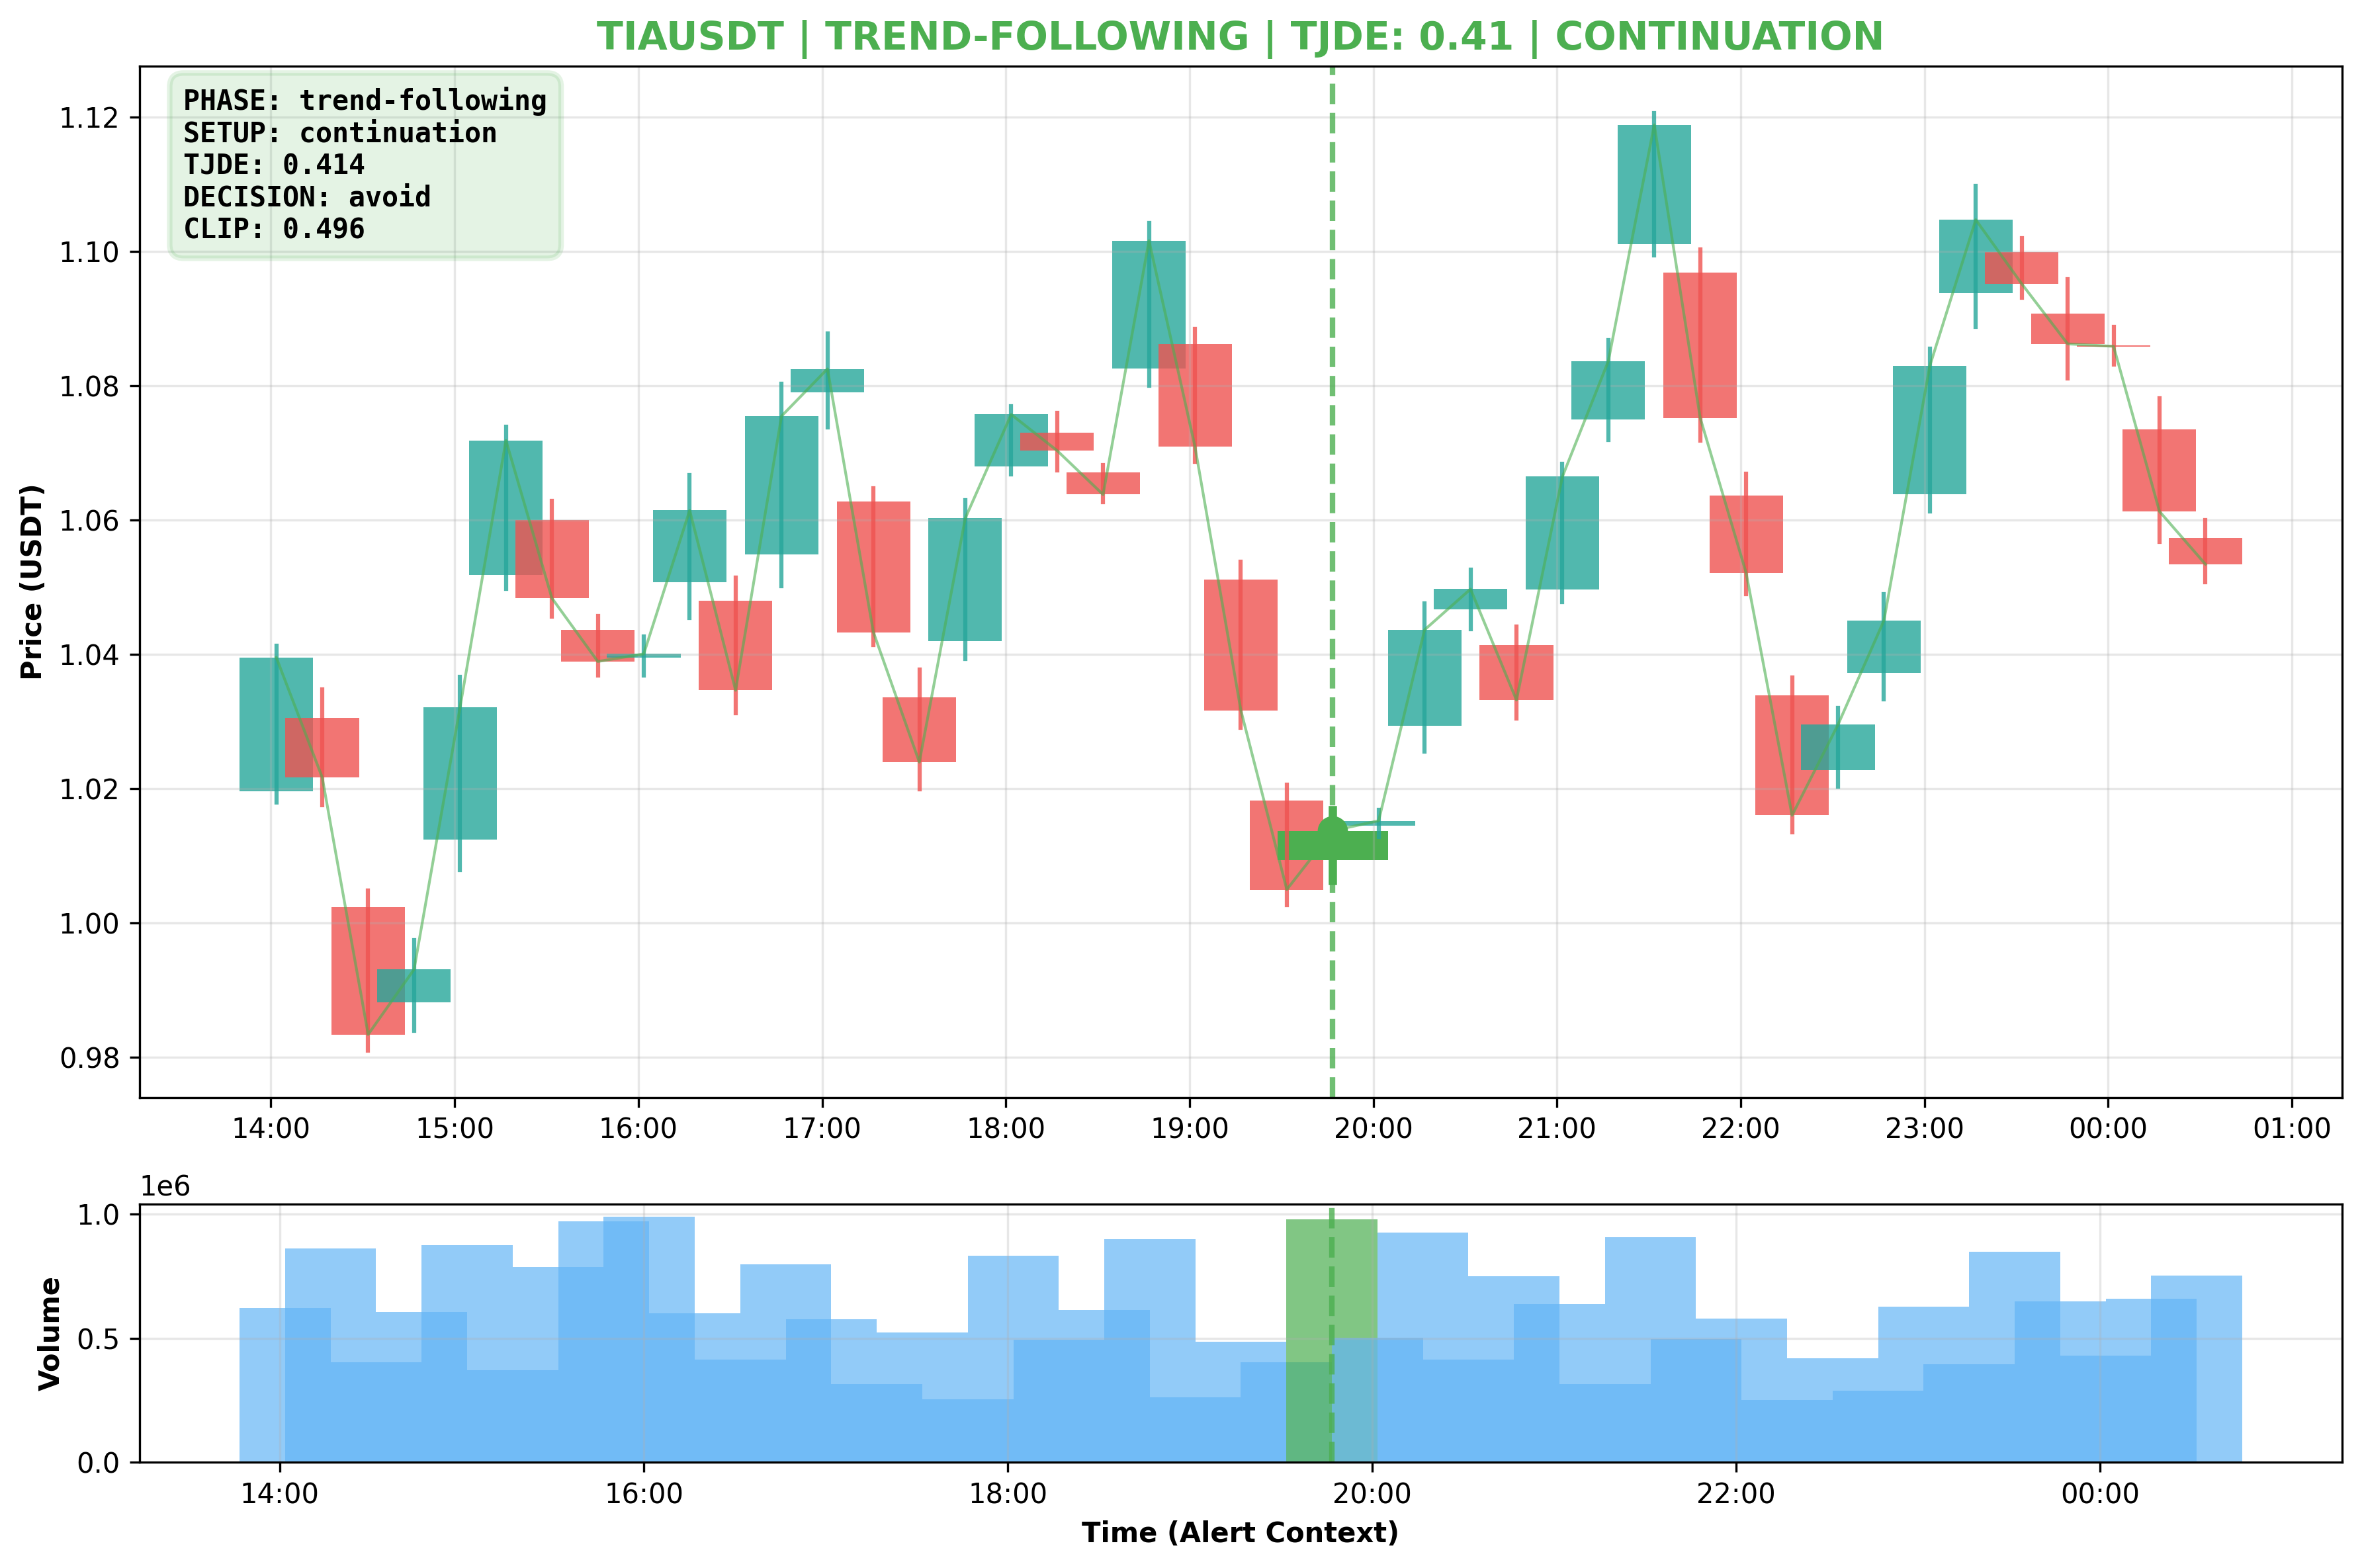 TIAUSDT | TREND-FOLLOWING | TJDE: 0.41 | CONTINUATION
PHASE: trend-following
SETUP: continuation
TJDE: 0.414
DECISION: avoid
CLIP: 0.496
Price (USDT)
1.12
1.10
1.08
1.06
1.04
1.02
1.00
0.98
14:00 15:00 16:00 17:00 18:00 19:00 20:00 21:00 22:00 23:00 00:00 01:00
1e6
Volume
1.0
0.5
0.0
14:00 16:00 18:00 20:00 22:00 00:00
Time (Alert Context)